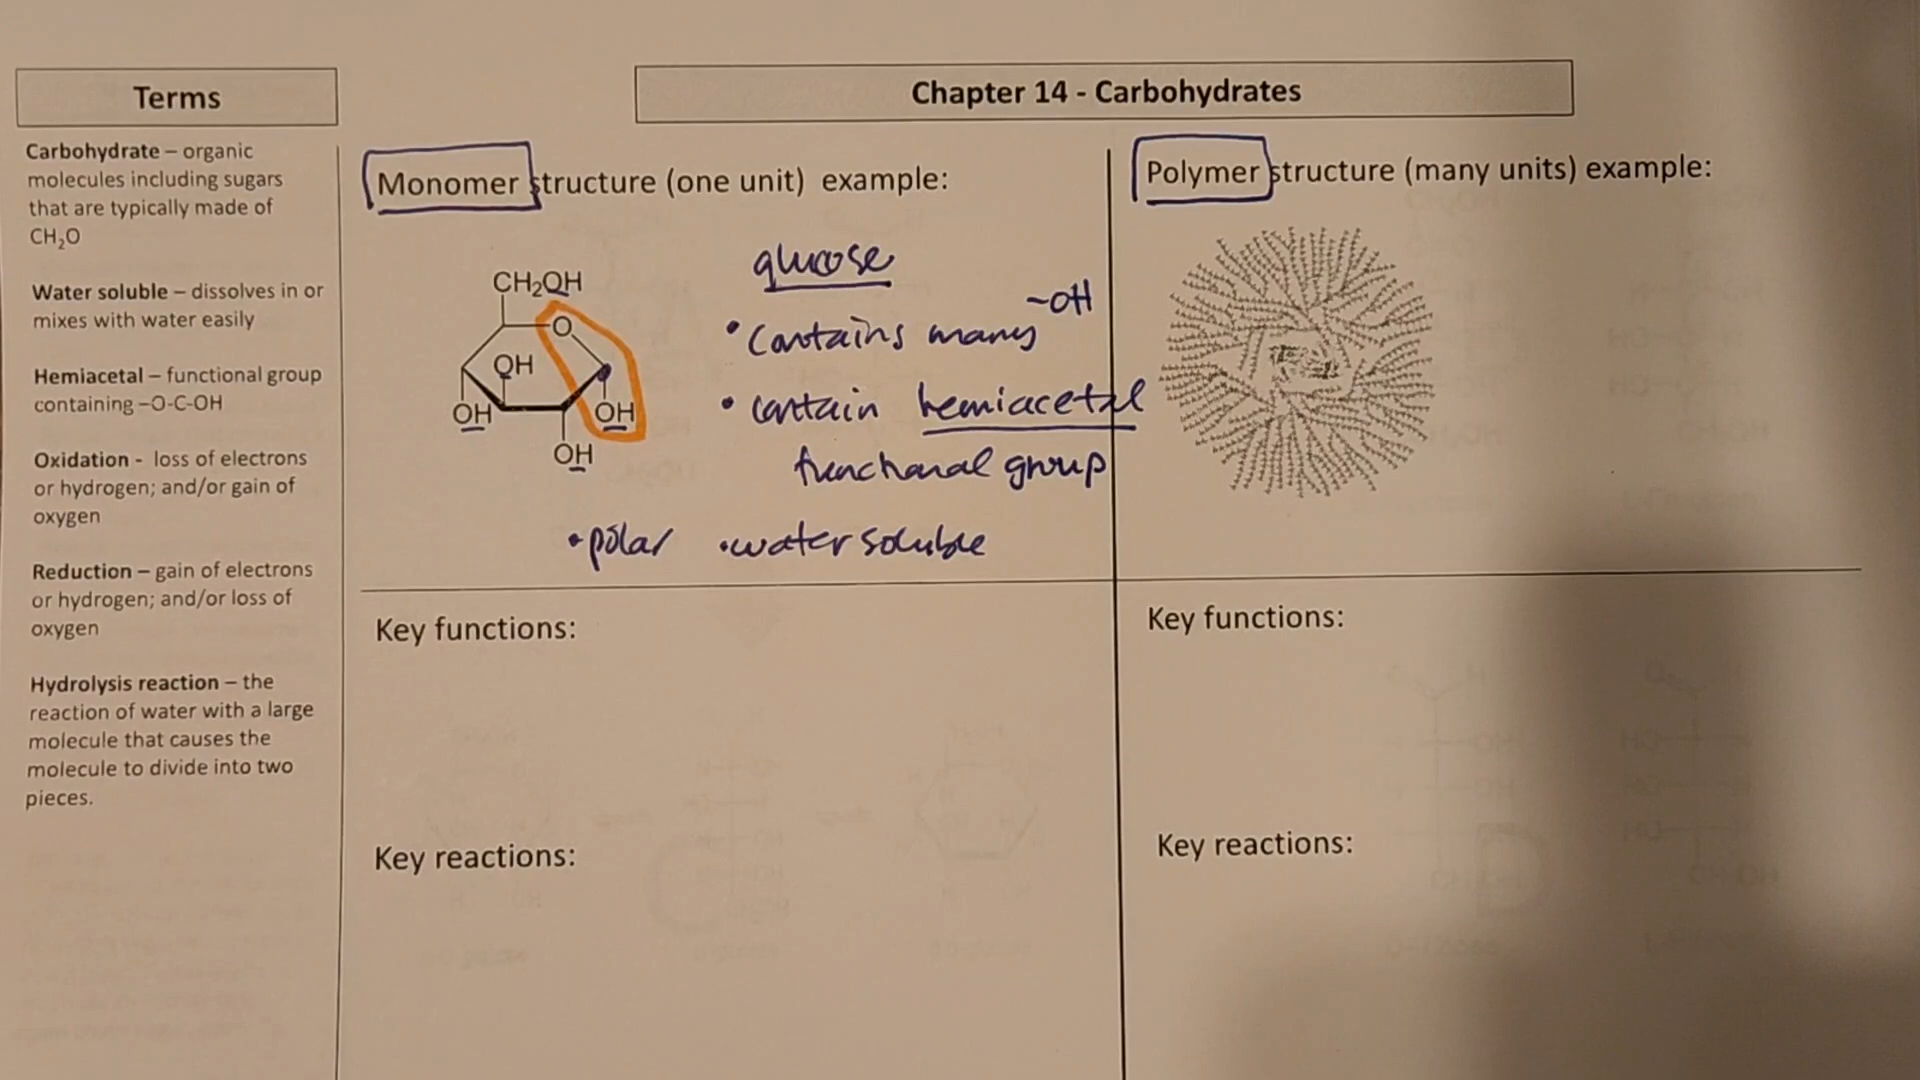 Terms
Chapter 14 - Carbohydrates
Carbohydrate – organic
molecules including sugars
that are typically made of
CH₂O
Water soluble – dissolves in or
mixes with water easily
Hemiacetal – functional group
containing –O-C-OH
Oxidation - loss of electrons
or hydrogen; and/or gain of
oxygen
Reduction – gain of electrons
or hydrogen; and/or loss of
oxygen
Hydrolysis reaction – the
reaction of water with a large
molecule that causes the
molecule to divide into two
pieces.
Monomer structure (one unit) example:
CH₂OH
O
OH
OH
OH
OH
glucose
• Contains many -OH
• contain hemiacetal
functional group
• polar • water soluble
Key functions:
Key reactions:
Polymer structure (many units) example:
Key functions:
Key reactions: